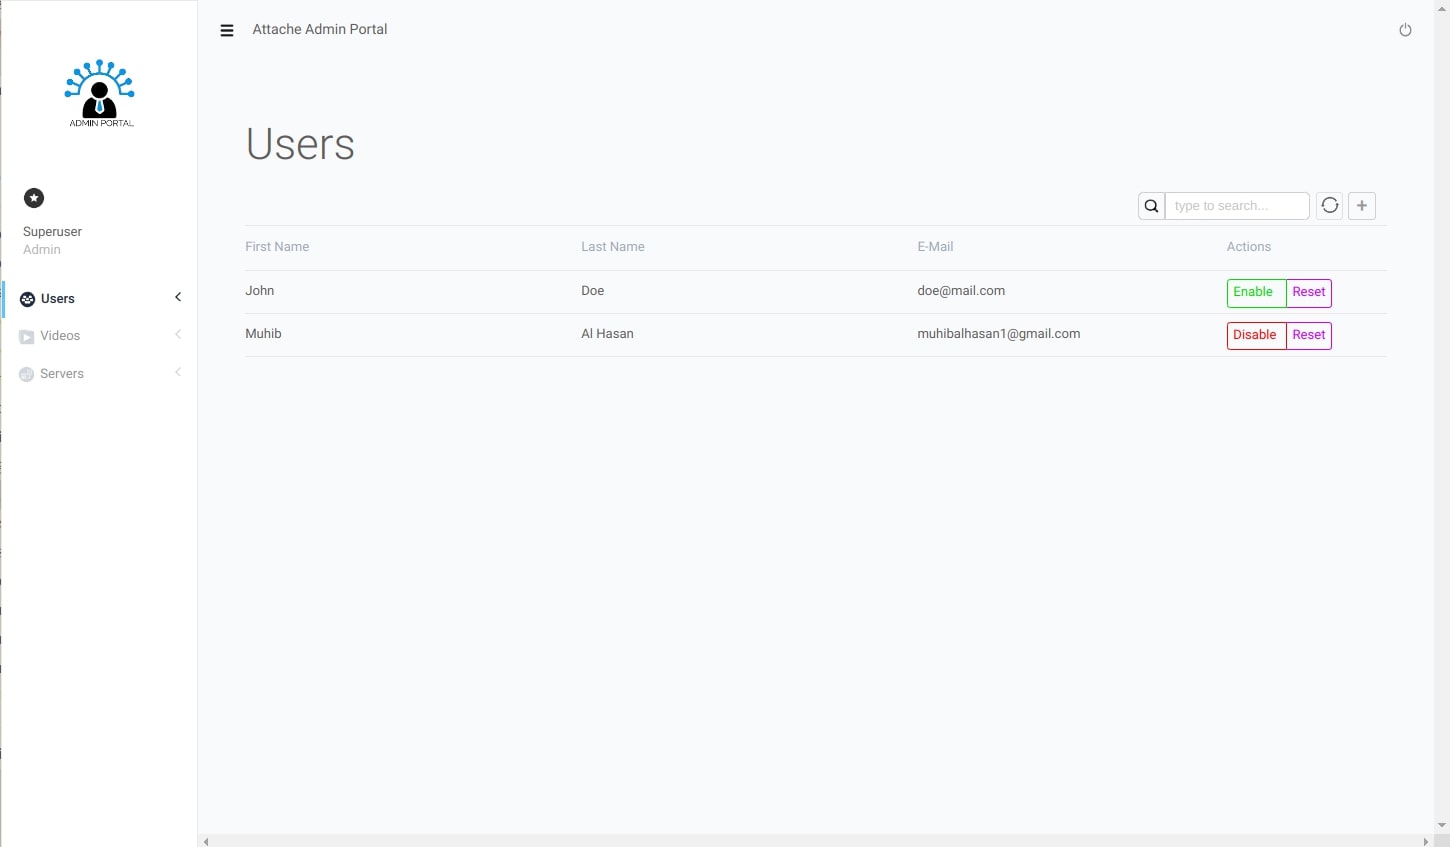 Attache Admin Portal
ADMIN PORTAL
Superuser
Admin
Users
Videos
Servers
Users
type to search...
First Name Last Name E-Mail Actions
John Doe doe@mail.com Enable Reset
Muhib Al Hasan muhibalhasan1@gmail.com Disable Reset